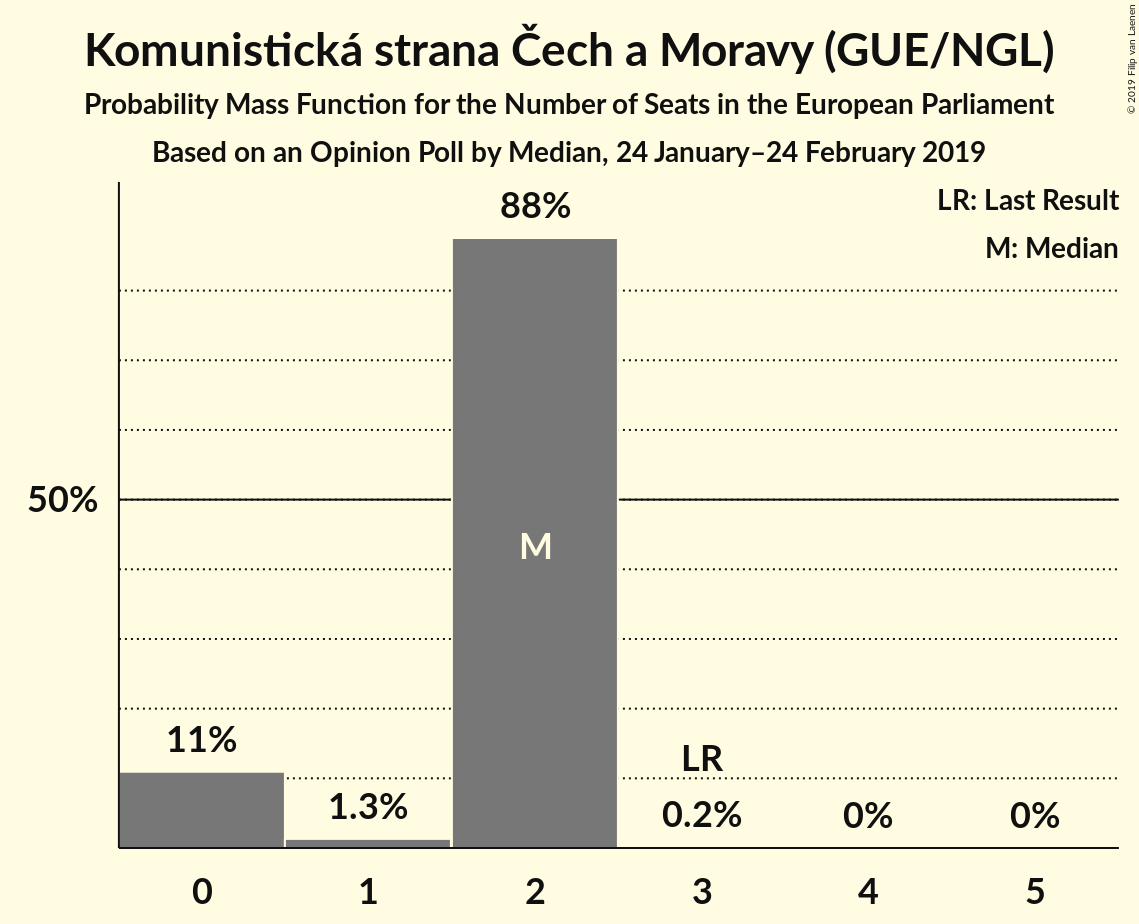 Komunistická strana Čech a Moravy (GUE/NGL)
Probability Mass Function for the Number of Seats in the European Parliament
Based on an Opinion Poll by Median, 24 January–24 February 2019
© 2019 Filip van Laenen
LR: Last Result
M: Median
88%
50%
M
11%
1.3%
LR
0.2%
0%
0%
0 1 2 3 4 5